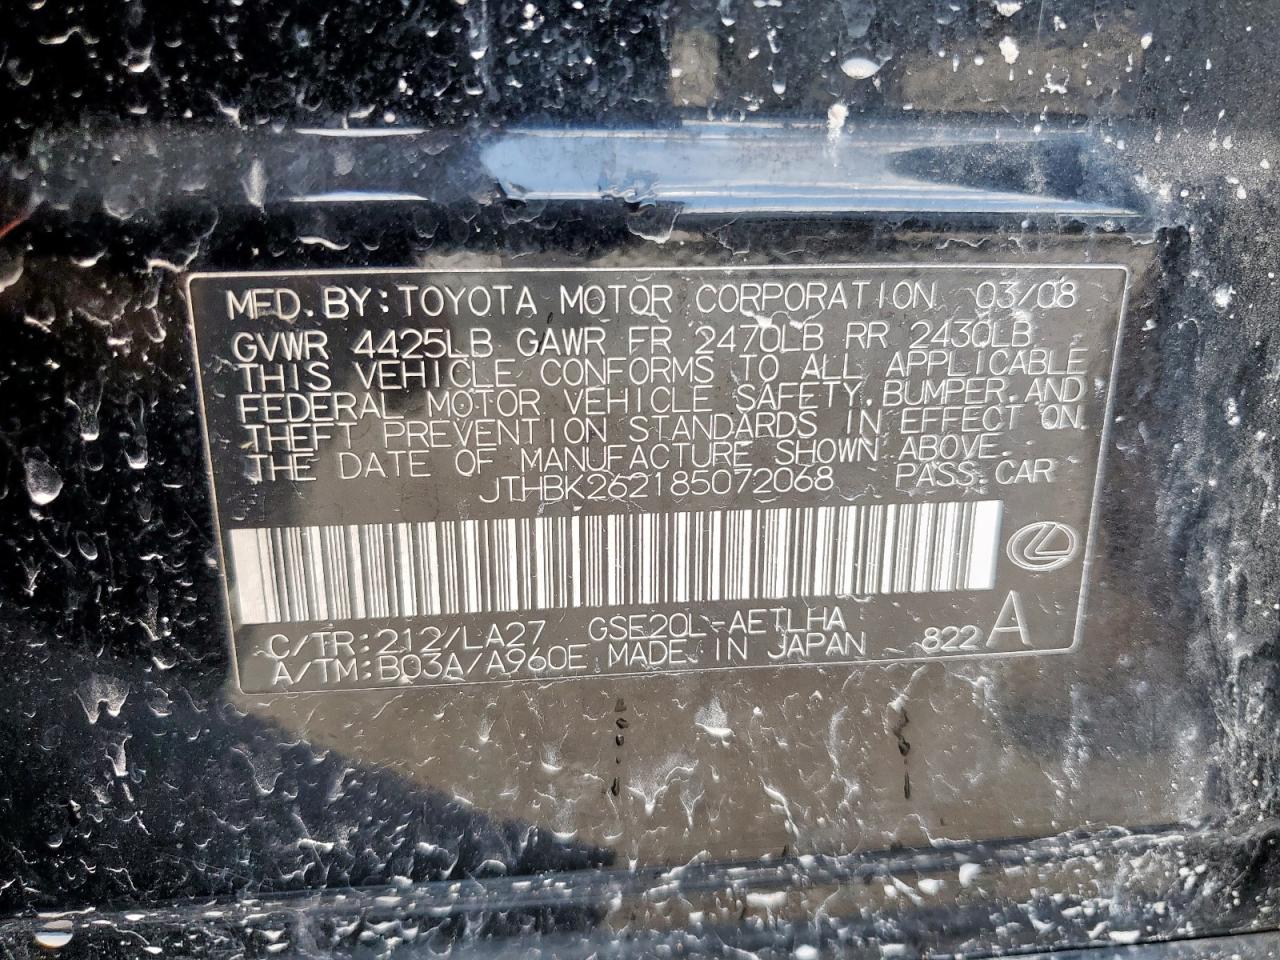 MFD. BY: TOYOTA MOTOR CORPORATION 03/08
GVWR 4425LB GAWR FR 2470LB RR 2430LB
THIS VEHICLE CONFORMS TO ALL APPLICABLE
FEDERAL MOTOR VEHICLE SAFETY, BUMPER, AND
THEFT PREVENTION STANDARDS IN EFFECT ON
THE DATE OF MANUFACTURE SHOWN ABOVE.
JTHBK262185072068 PASS. CAR
C/TR: 212/LA27 GSE20L-AETLHA
A/TM: B03A/A960E MADE IN JAPAN 822 A